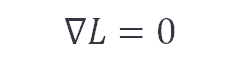 ∇L = 0